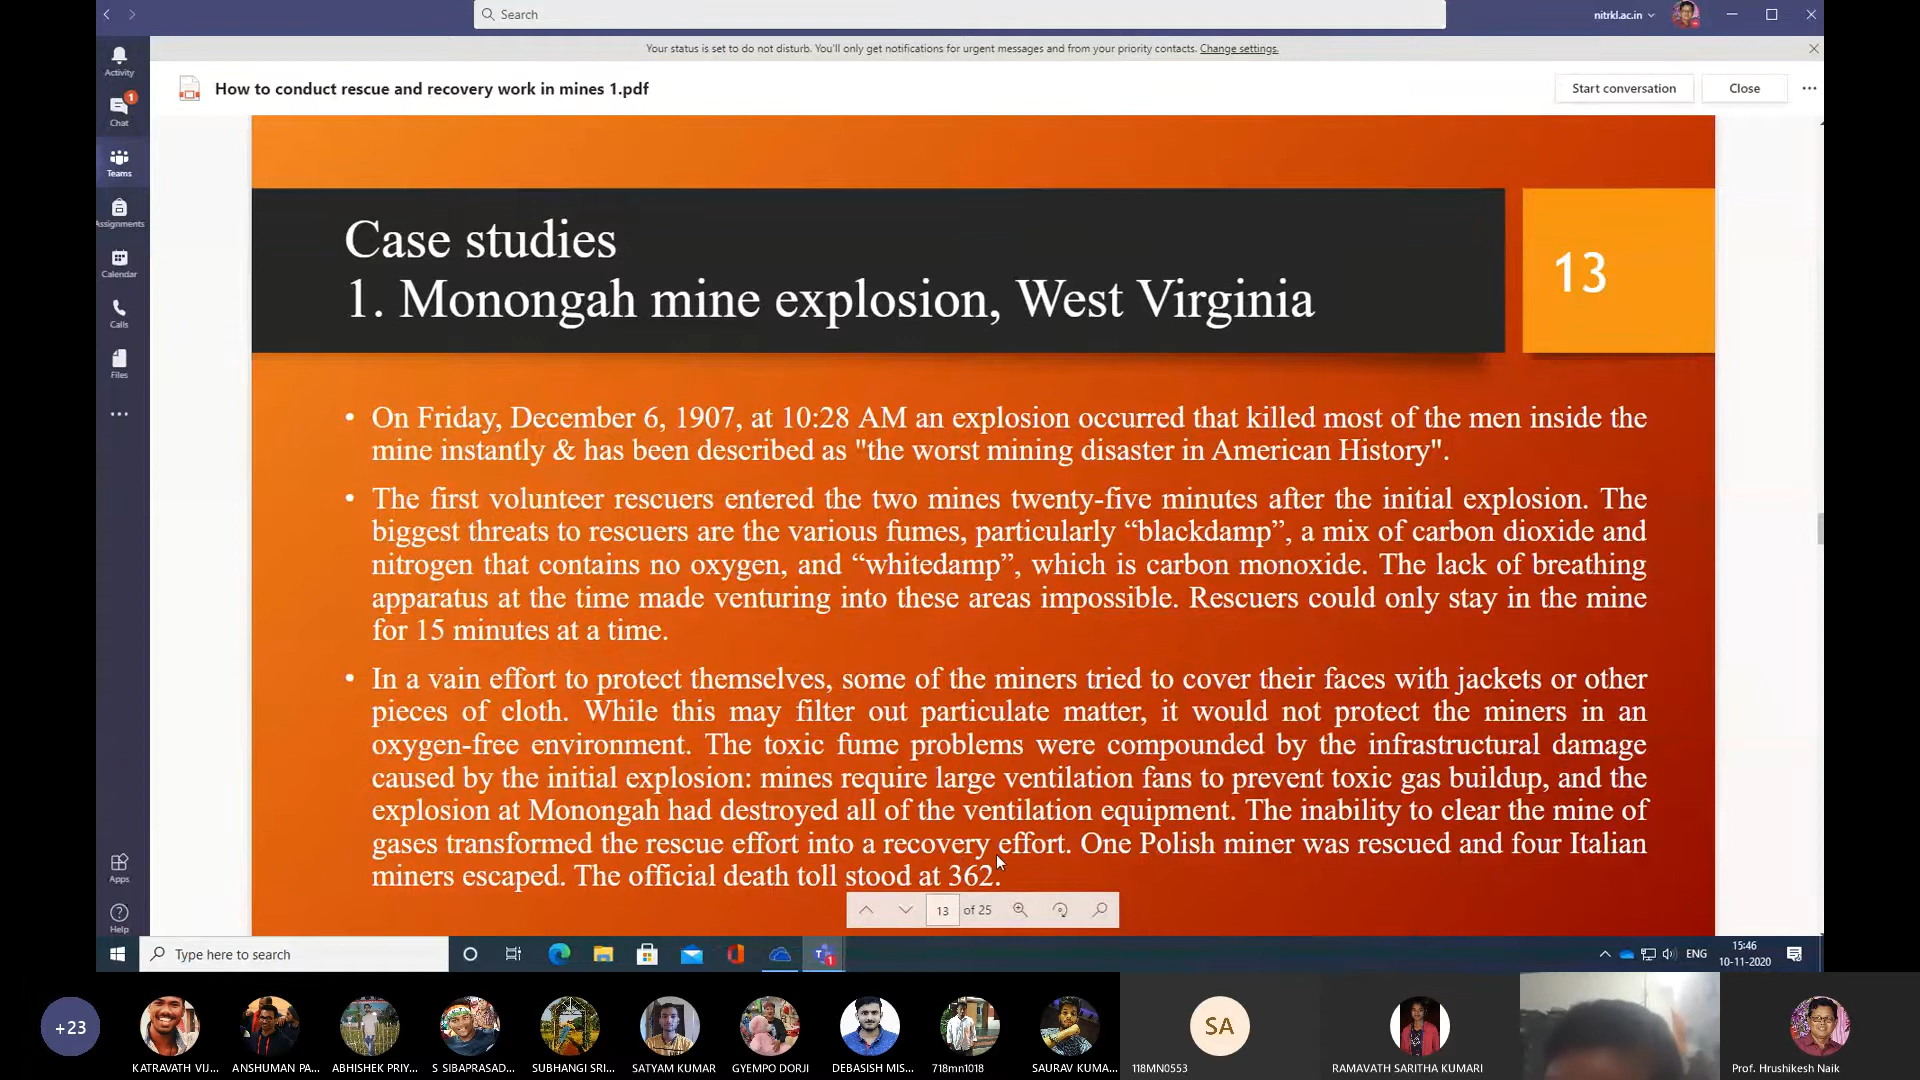 Search
nitrkl.ac.in
Your status is set to do not disturb. You'll only get notifications for urgent messages and from your priority contacts. Change settings.
Activity
How to conduct rescue and recovery work in mines 1.pdf
Start conversation
Close
1
Chat
Teams
Assignments
Calendar
Calls
Files
Case studies
1. Monongah mine explosion, West Virginia
13
• On Friday, December 6, 1907, at 10:28 AM an explosion occurred that killed most of the men inside the
mine instantly & has been described as "the worst mining disaster in American History".
• The first volunteer rescuers entered the two mines twenty-five minutes after the initial explosion. The
biggest threats to rescuers are the various fumes, particularly “blackdamp”, a mix of carbon dioxide and
nitrogen that contains no oxygen, and “whitedamp”, which is carbon monoxide. The lack of breathing
apparatus at the time made venturing into these areas impossible. Rescuers could only stay in the mine
for 15 minutes at a time.
• In a vain effort to protect themselves, some of the miners tried to cover their faces with jackets or other
pieces of cloth. While this may filter out particulate matter, it would not protect the miners in an
oxygen-free environment. The toxic fume problems were compounded by the infrastructural damage
caused by the initial explosion: mines require large ventilation fans to prevent toxic gas buildup, and the
explosion at Monongah had destroyed all of the ventilation equipment. The inability to clear the mine of
gases transformed the rescue effort into a recovery effort. One Polish miner was rescued and four Italian
miners escaped. The official death toll stood at 362.
Apps
Help
13 of 25
Type here to search
1
ENG
15:46
10-11-2020
+23
SA
KATRAVATH VIJ...
ANSHUMAN PA...
ABHISHEK PRIY...
S SIBAPRASAD...
SUBHANGI SRI...
SATYAM KUMAR
GYEMPO DORJI
DEBASISH MIS...
718mn1018
SAURAV KUMA...
118MN0553
RAMAVATH SARITHA KUMARI
Prof. Hrushikesh Naik